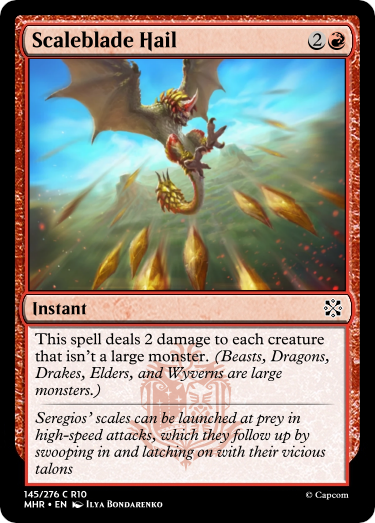 Scaleblade Hail 2
Instant
This spell deals 2 damage to each creature
that isn't a large monster. (Beasts, Dragons,
Drakes, Elders, and Wyverns are large
monsters.)
Seregios' scales can be launched at prey in
high-speed attacks, which they follow up by
swooping in and latching on with their vicious
talons
145/276 C R10
MHR • EN Ilya Bondarenko
© Capcom